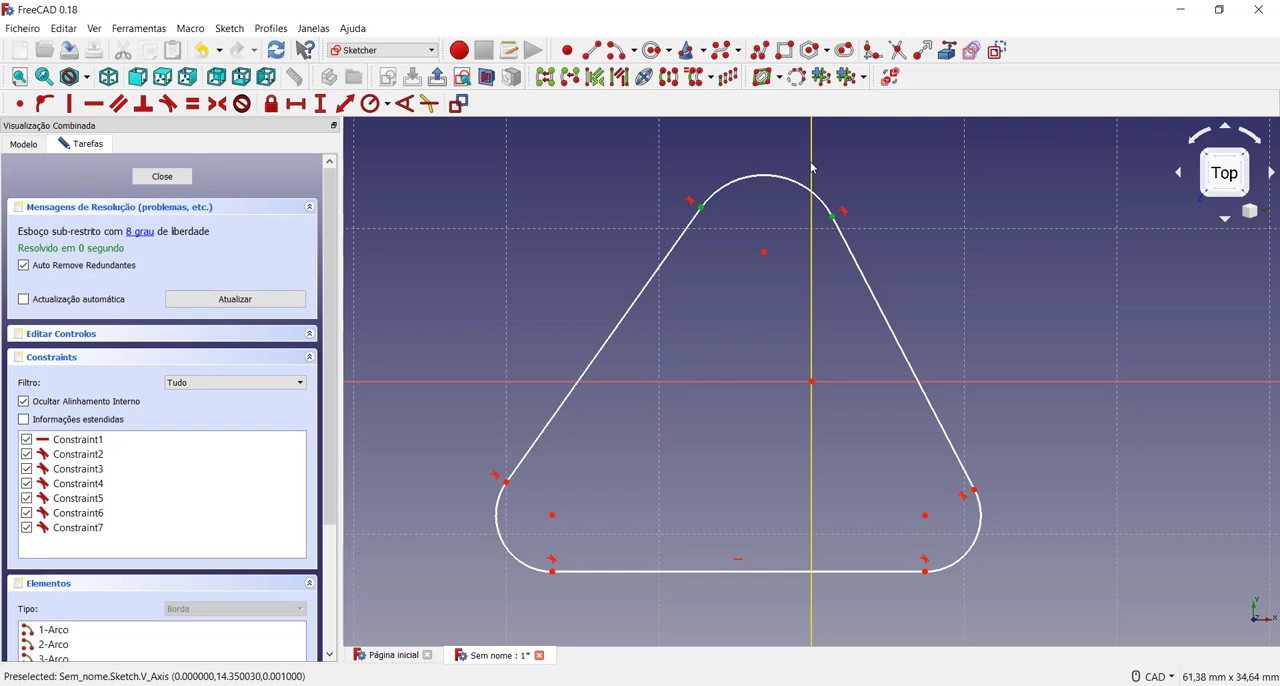 FreeCAD 0.18
Ficheiro Editar Ver Ferramentas Macro Sketch Profiles Janelas Ajuda
Sketcher
Visualização Combinada
Modelo Tarefas
Close
Mensagens de Resolução (problemas, etc.)
Esboço sub-restrito com 8 grau de liberdade
Resolvido em 0 segundo
Auto Remove Redundantes
Actualização automática Atualizar
Editar Controlos
Constraints
Filtro: Tudo
Ocultar Alinhamento Interno
Informações estendidas
Constraint1
Constraint2
Constraint3
Constraint4
Constraint5
Constraint6
Constraint7
Elementos
Tipo: Borda
1-Arco
2-Arco
3-Arco
Top
Z
Y
Z X
Página inicial Sem nome : 1*
Preselected: Sem_nome.Sketch.V_Axis (0.000000,14.350030,0.001000) CAD 61,38 mm x 34,64 mm